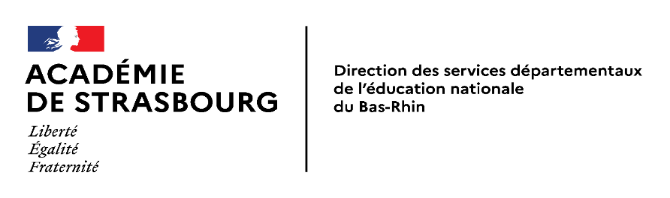 ACADÉMIE
DE STRASBOURG
Liberté
Égalité
Fraternité
Direction des services départementaux
de l'éducation nationale
du Bas-Rhin